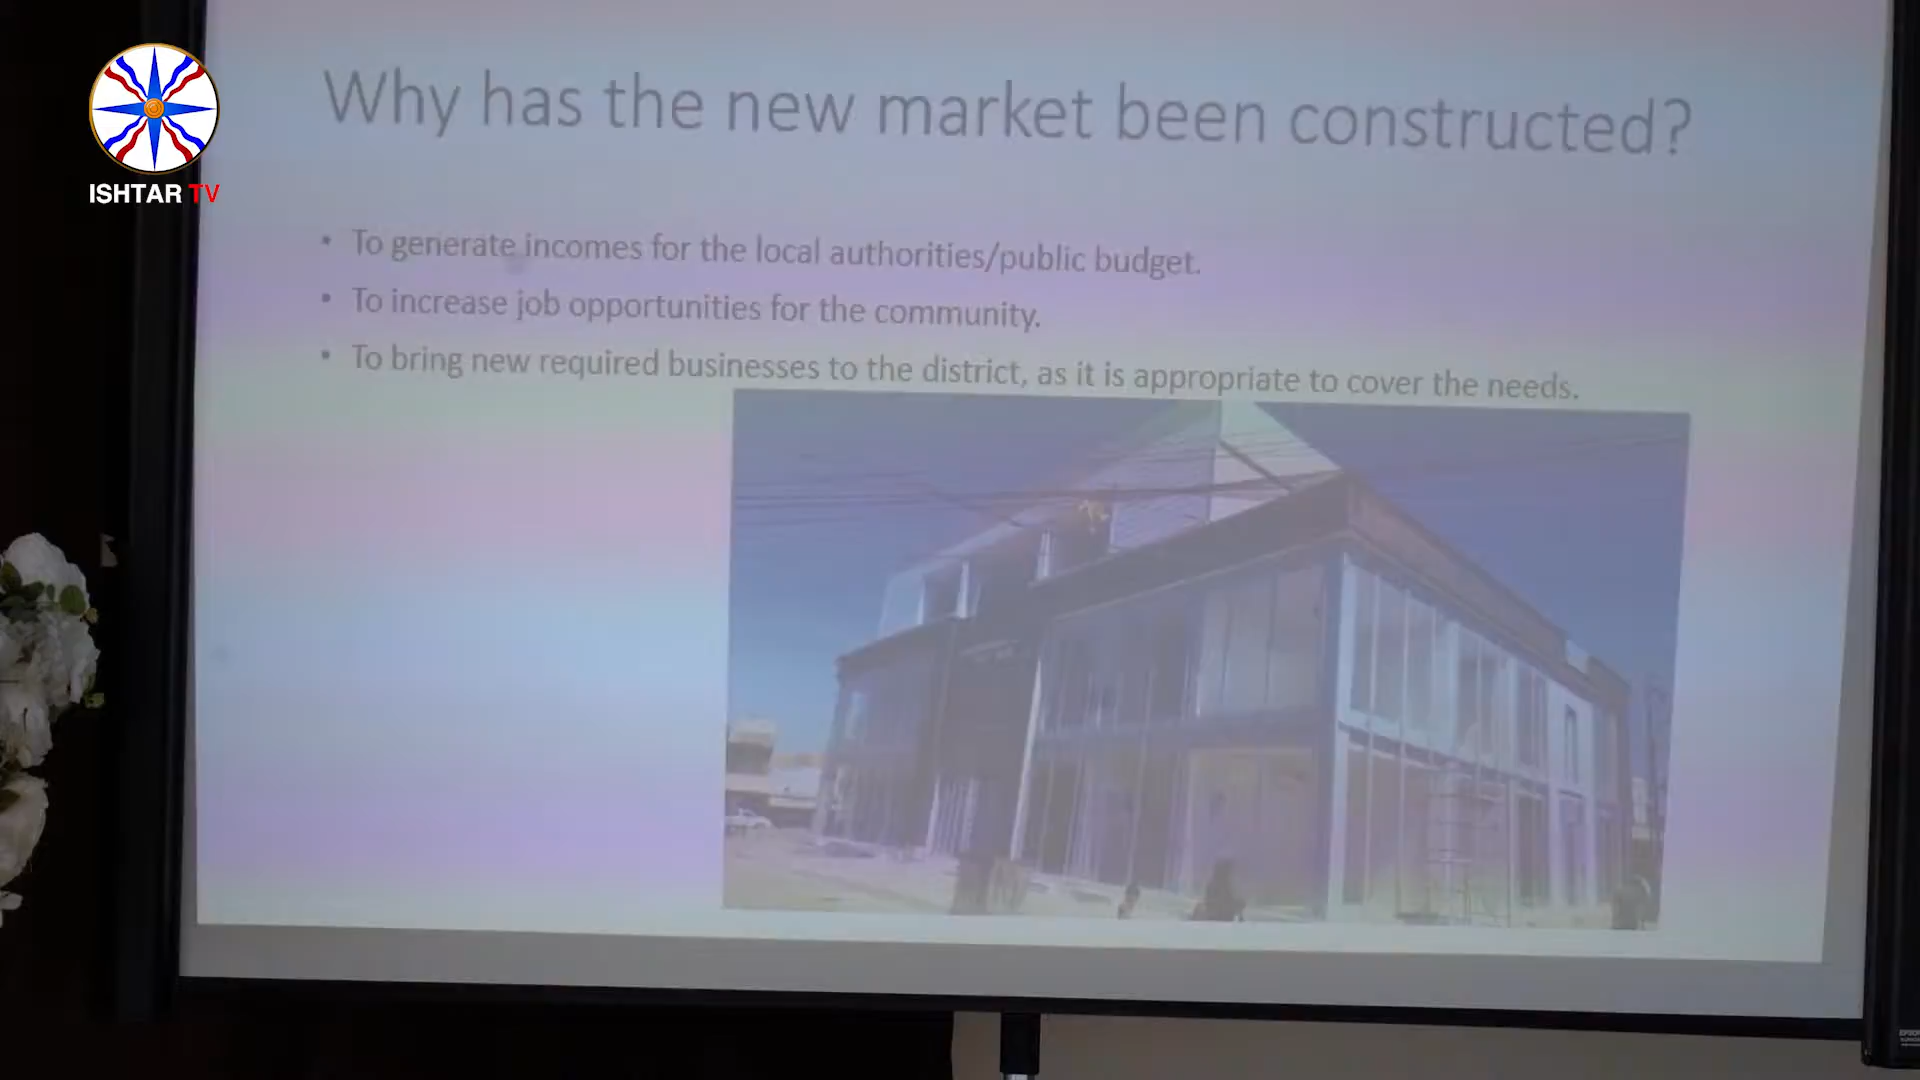 ISHTAR TV
Why has the new market been constructed?
• To generate incomes for the local authorities/public budget.
• To increase job opportunities for the community.
• To bring new required businesses to the district, as it is appropriate to cover the needs.
EPSON